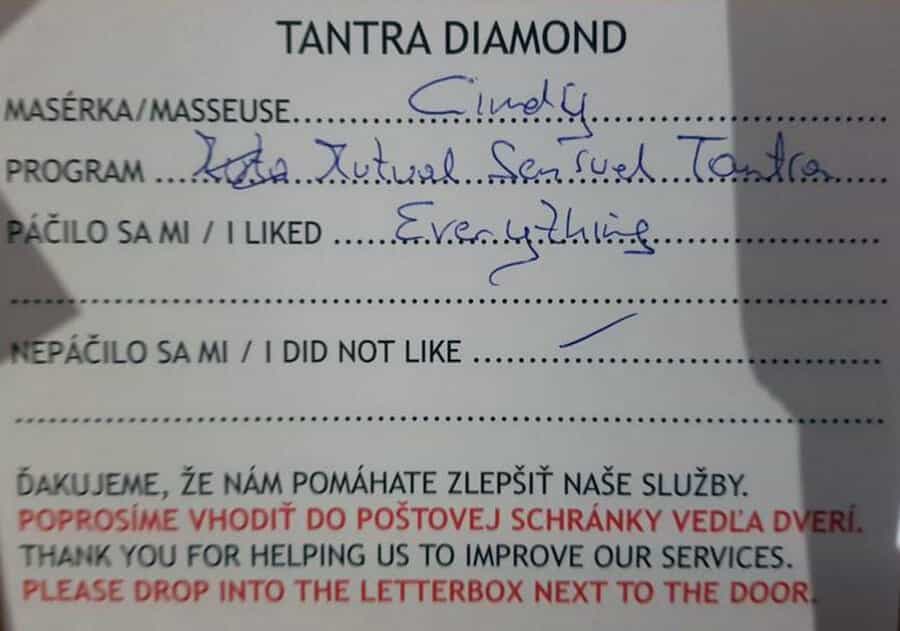 TANTRA DIAMOND
MASÉRKA/MASSEUSE Cindy
PROGRAM Mutual Sensuel Tantra
PÁČILO SA MI / I LIKED Everything
NEPÁČILO SA MI / I DID NOT LIKE /
ĎAKUJEME, ŽE NÁM POMÁHATE ZLEPŠIŤ NAŠE SLUŽBY.
POPROSÍME VHODIŤ DO POŠTOVEJ SCHRÁNKY VEDĽA DVERÍ.
THANK YOU FOR HELPING US TO IMPROVE OUR SERVICES.
PLEASE DROP INTO THE LETTERBOX NEXT TO THE DOOR.